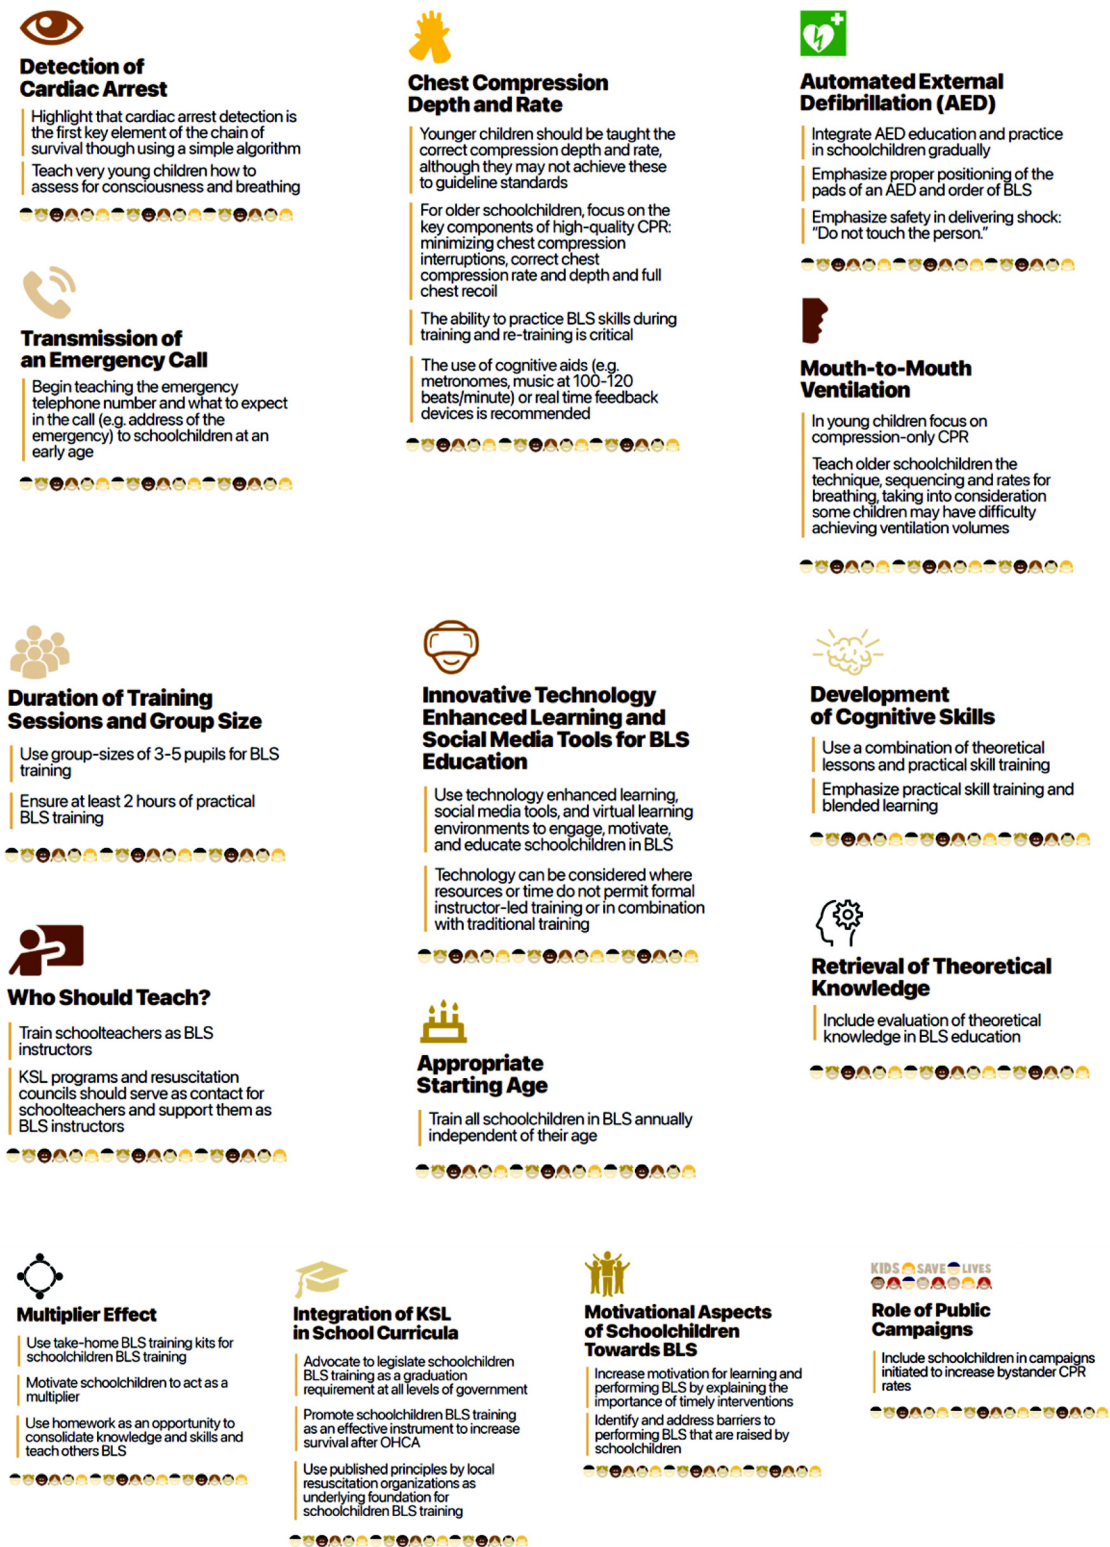 Detection of
Cardiac Arrest
Highlight that cardiac arrest detection is
the first key element of the chain of
survival though using a simple algorithm
Teach very young children how to
assess for consciousness and breathing
Transmission of
an Emergency Call
Begin teaching the emergency
telephone number and what to expect
in the call (e.g. address of the
emergency) to schoolchildren at an
early age
Chest Compression
Depth and Rate
Younger children should be taught the
correct compression depth and rate,
although they may not achieve these
to guideline standards
For older schoolchildren, focus on the
key components of high-quality CPR:
minimizing chest compression
interruptions, correct chest
compression rate and depth and full
chest recoil
The ability to practice BLS skills during
training and re-training is critical
The use of cognitive aids (e.g.
metronomes, music at 100-120
beats/minute) or real time feedback
devices is recommended
Automated External
Defibrillation (AED)
Integrate AED education and practice
in schoolchildren gradually
Emphasize proper positioning of the
pads of an AED and order of BLS
Emphasize safety in delivering shock:
“Do not touch the person.”
Mouth-to-Mouth
Ventilation
In young children focus on
compression-only CPR
Teach older schoolchildren the
technique, sequencing and rates for
breathing, taking into consideration
some children may have difficulty
achieving ventilation volumes
Duration of Training
Sessions and Group Size
Use group-sizes of 3-5 pupils for BLS
training
Ensure at least 2 hours of practical
BLS training
Who Should Teach?
Train schoolteachers as BLS
instructors
KSL programs and resuscitation
councils should serve as contact for
schoolteachers and support them as
BLS instructors
Innovative Technology
Enhanced Learning and
Social Media Tools for BLS
Education
Use technology enhanced learning,
social media tools, and virtual learning
environments to engage, motivate,
and educate schoolchildren in BLS
Technology can be considered where
resources or time do not permit formal
instructor-led training or in combination
with traditional training
Appropriate
Starting Age
Train all schoolchildren in BLS annually
independent of their age
Development
of Cognitive Skills
Use a combination of theoretical
lessons and practical skill training
Emphasize practical skill training and
blended learning
Retrieval of Theoretical
Knowledge
Include evaluation of theoretical
knowledge in BLS education
Multiplier Effect
Use take-home BLS training kits for
schoolchildren BLS training
Motivate schoolchildren to act as a
multiplier
Use homework as an opportunity to
consolidate knowledge and skills and
teach others BLS
Integration of KSL
in School Curricula
Advocate to legislate schoolchildren
BLS training as a graduation
requirement at all levels of government
Promote schoolchildren BLS training
as an effective instrument to increase
survival after OHCA
Use published principles by local
resuscitation organizations as
underlying foundation for
schoolchildren BLS training
Motivational Aspects
of Schoolchildren
Towards BLS
Increase motivation for learning and
performing BLS by explaining the
importance of timely interventions
Identify and address barriers to
performing BLS that are raised by
schoolchildren
KIDS SAVE LIVES
Role of Public
Campaigns
Include schoolchildren in campaigns
initiated to increase bystander CPR
rates